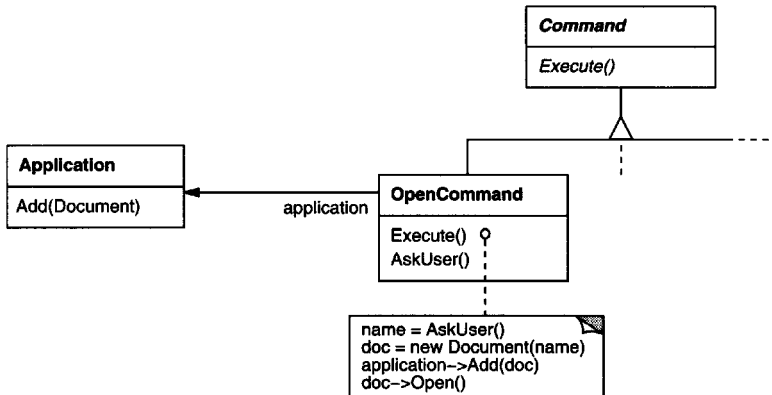 Command
Execute()
Application
Add(Document)
application
OpenCommand
Execute()
AskUser()
name = AskUser()
doc = new Document(name)
application->Add(doc)
doc->Open()